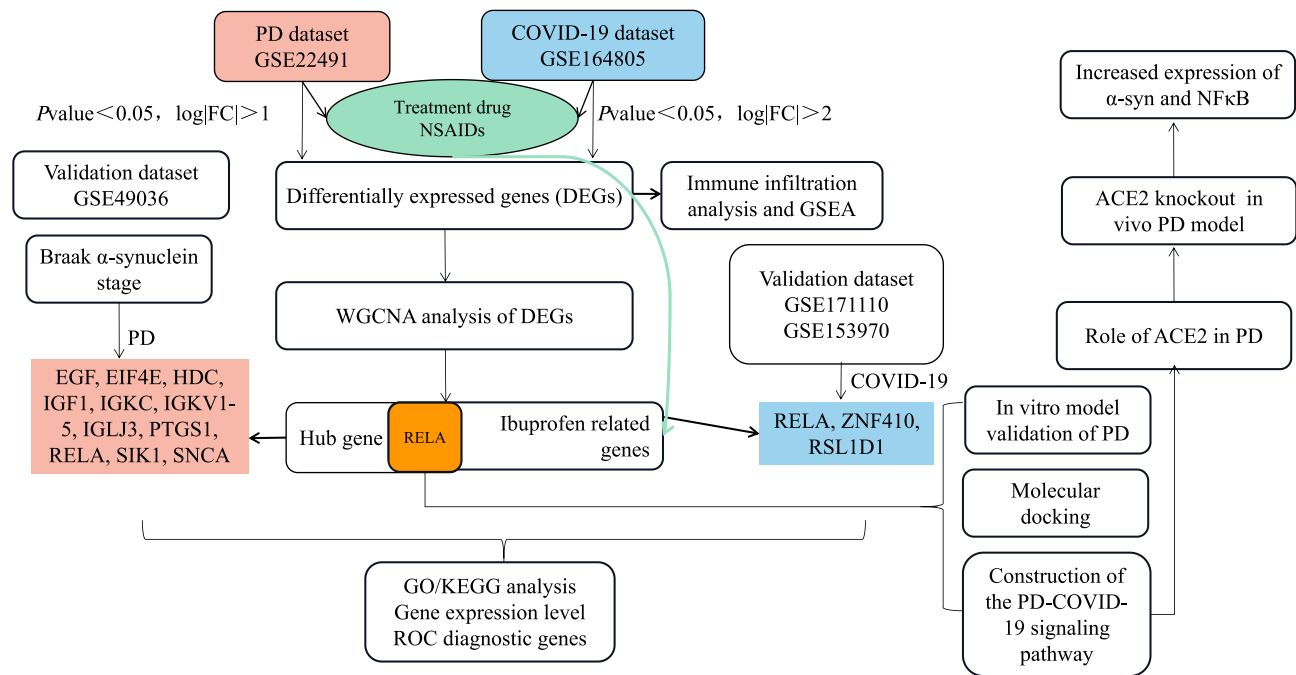 PD dataset
GSE22491
COVID-19 dataset
GSE164805
Pvalue<0.05, log|FC|>1
Treatment drug
NSAIDs
Pvalue<0.05, log|FC|>2
Validation dataset
GSE49036
Differentially expressed genes (DEGs)
Immune infiltration
analysis and GSEA
Braak α-synuclein
stage
WGCNA analysis of DEGs
Validation dataset
GSE171110
GSE153970
PD
COVID-19
EGF, EIF4E, HDC,
IGF1, IGKC, IGKV1-
5, IGLJ3, PTGS1,
RELA, SIK1, SNCA
Hub gene
RELA
Ibuprofen related
genes
RELA, ZNF410,
RSL1D1
GO/KEGG analysis
Gene expression level
ROC diagnostic genes
In vitro model
validation of PD
Molecular
docking
Construction of
the PD-COVID-
19 signaling
pathway
Role of ACE2 in PD
ACE2 knockout in
vivo PD model
Increased expression of
α-syn and NFκB